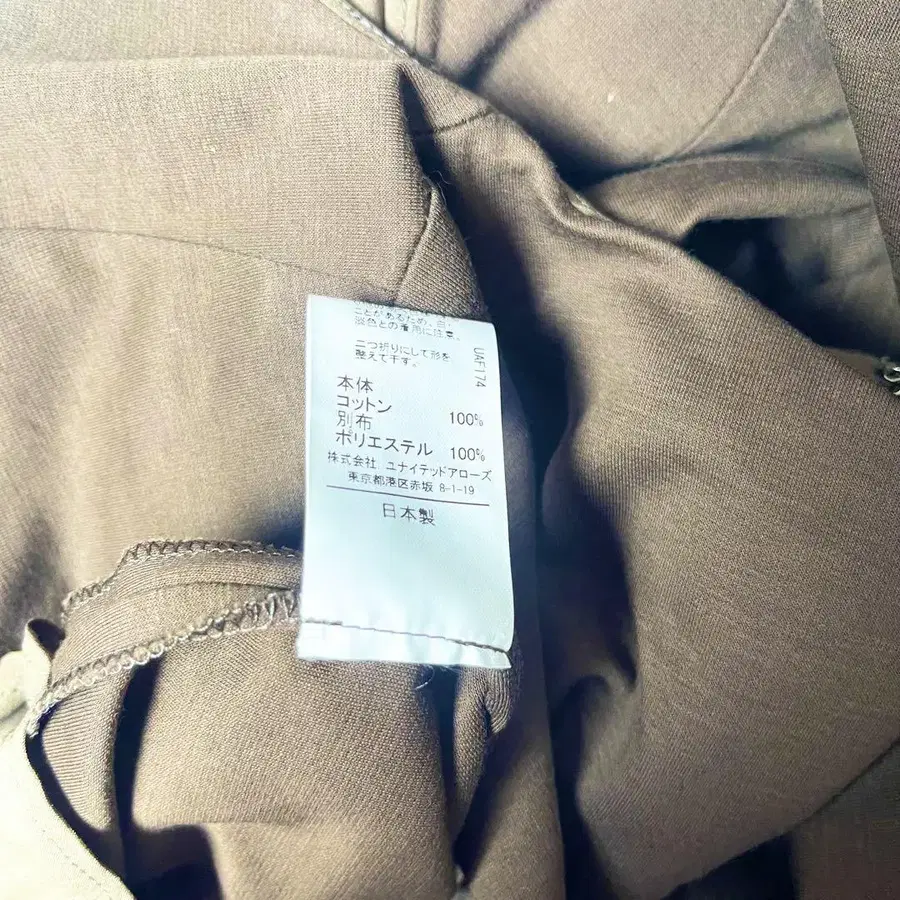 ことがあるため、白・
淡色との着用に注意。
二つ折りにして形を
整えて干す。
UAF174
本体
コットン 100%
別布
ポリエステル 100%
株式会社 ユナイテッドアローズ
東京都港区赤坂 8-1-19
日本製